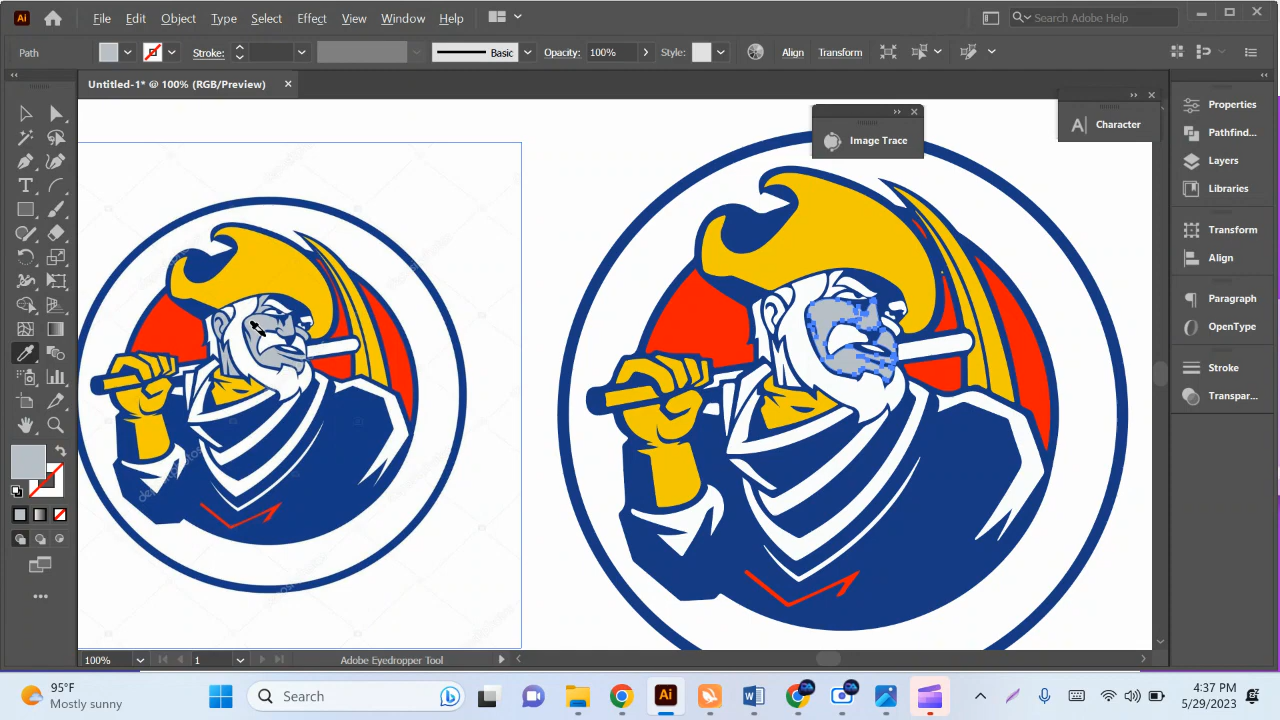 Ai File Edit Object Type Select Effect View Window Help Search Adobe Help
Path Stroke: Basic Opacity: 100% Style: Align Transform
Untitled-1* @ 100% (RGB/Preview)
Image Trace
Character
Properties
Pathfind...
Layers
Libraries
Transform
Align
Paragraph
OpenType
Stroke
Transpar...
100% 1 Adobe Eyedropper Tool
95°F
Mostly sunny
Search
Ai
4:37 PM
5/29/2023